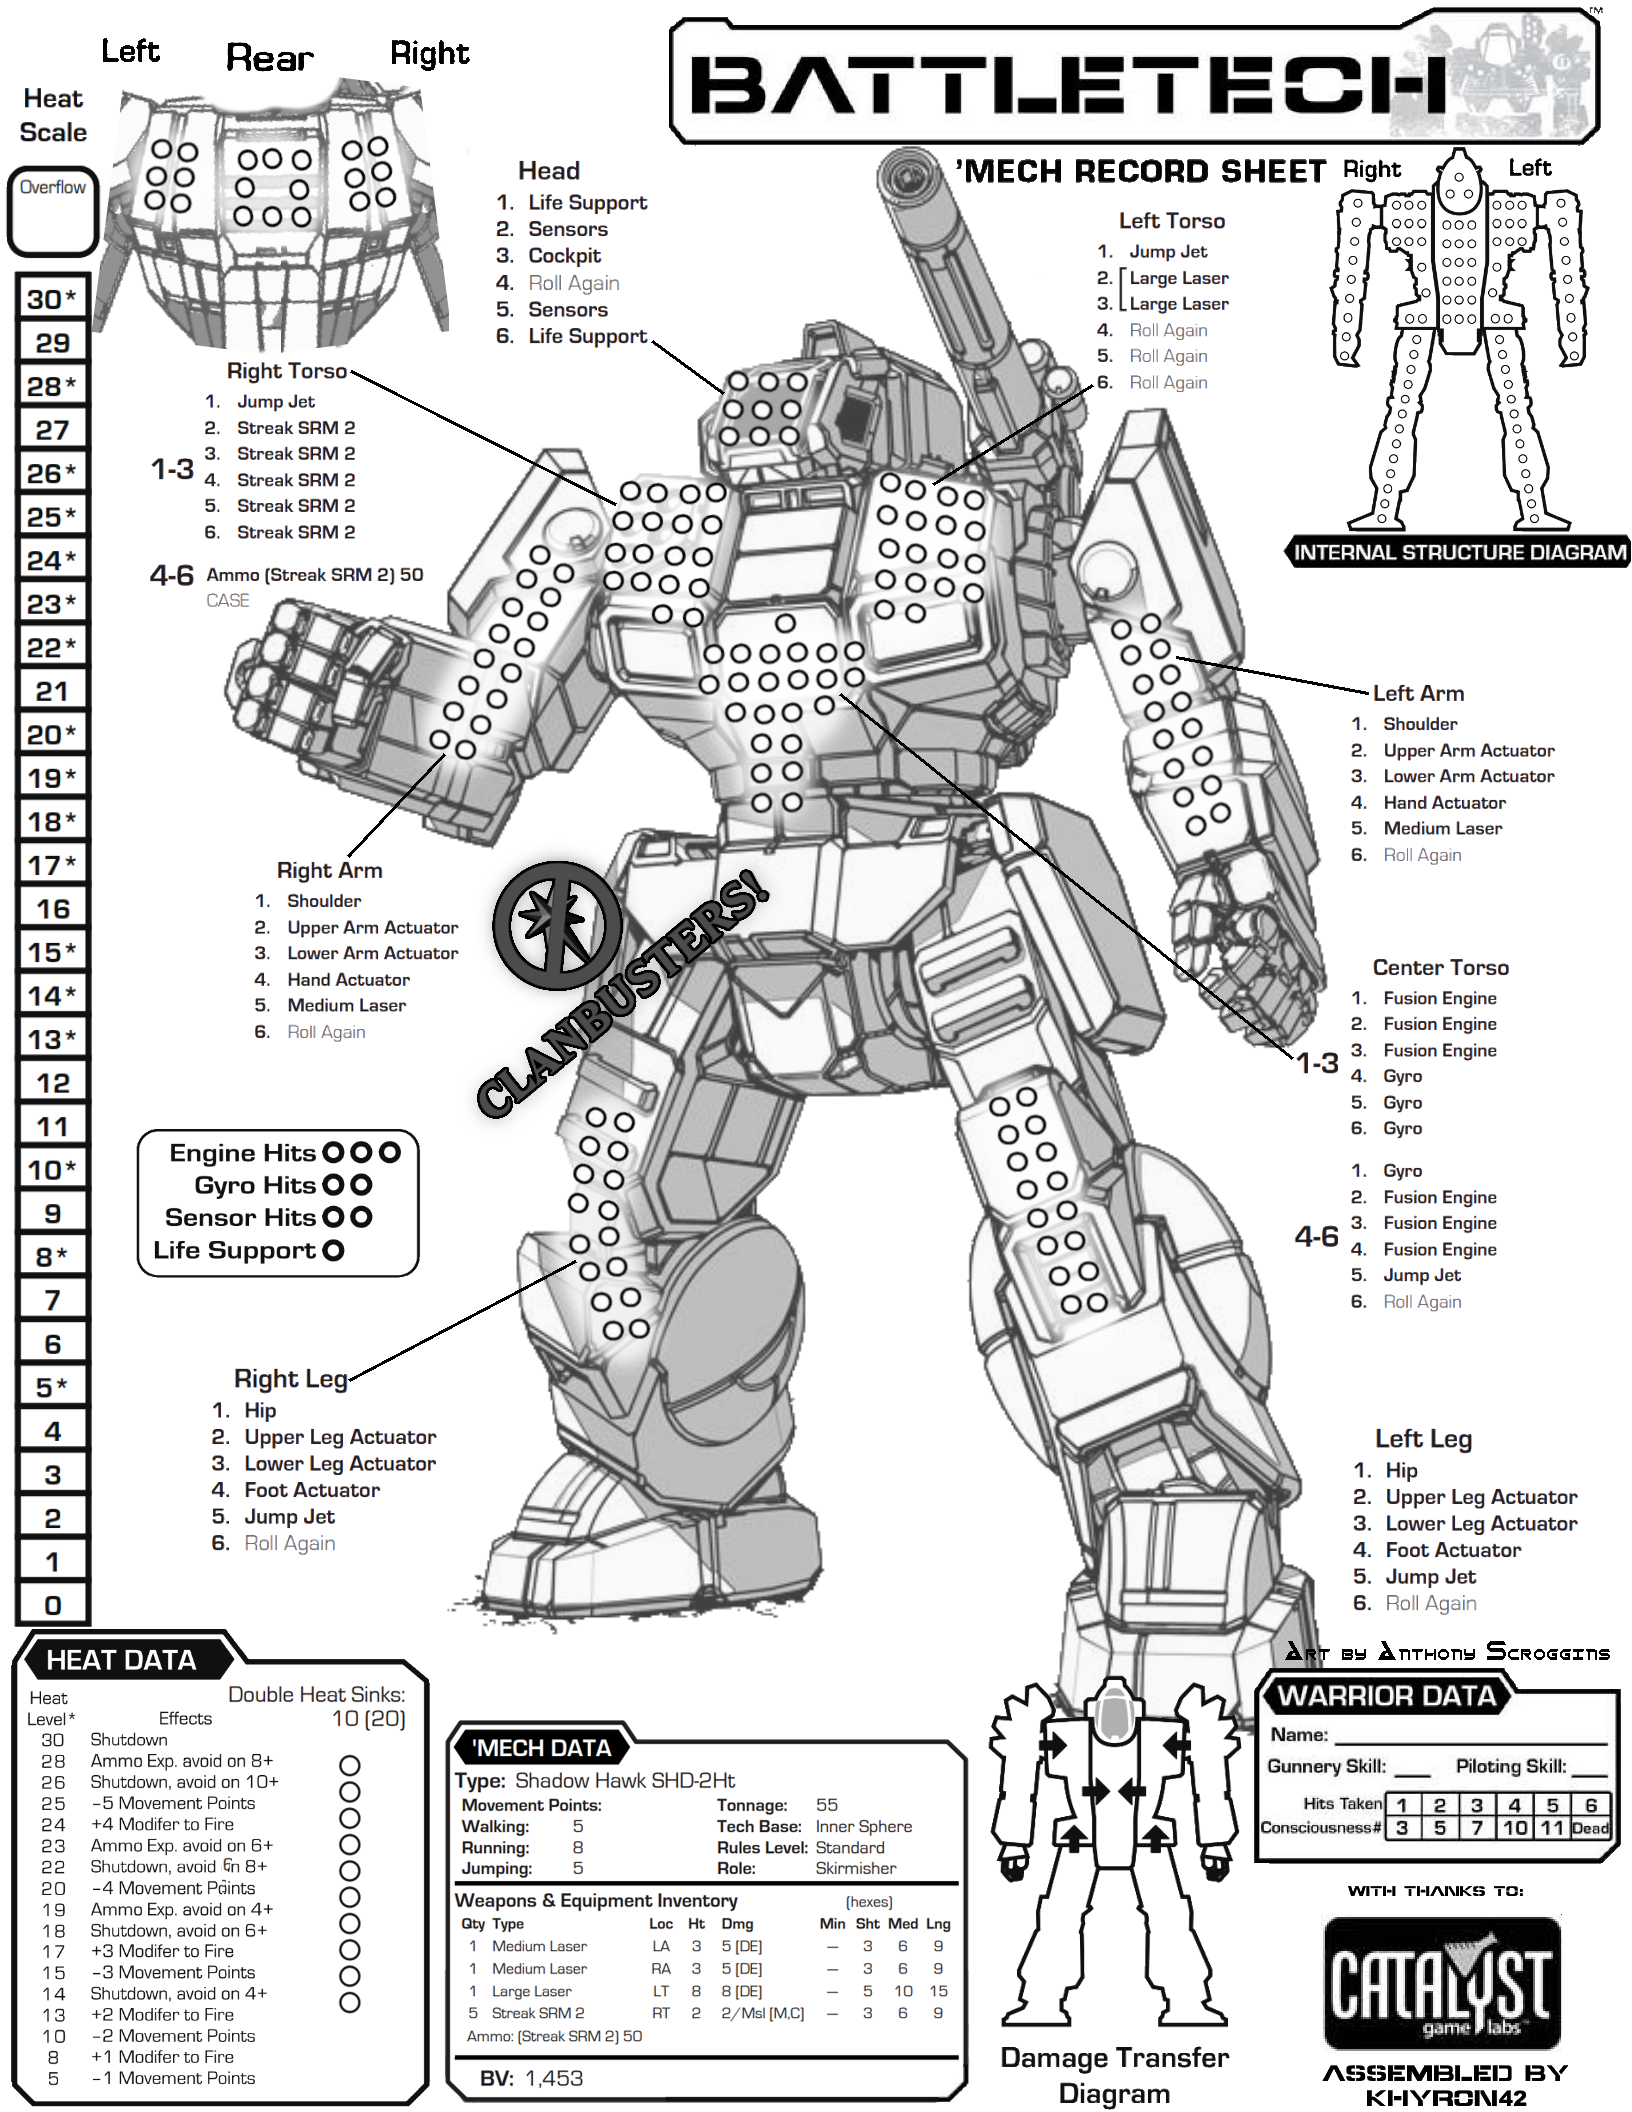 Left Rear Right
BATTLETECH
TM
'MECH RECORD SHEET
Heat
Scale
Overflow
30*
29
28*
27
26*
25*
24*
23*
22*
21
20*
19*
18*
17*
16
15*
14*
13*
12
11
10*
9
8*
7
6
5*
4
3
2
1
0
Head
1. Life Support
2. Sensors
3. Cockpit
4. Roll Again
5. Sensors
6. Life Support
Left Torso
1. Jump Jet
2. Large Laser
3. Large Laser
4. Roll Again
5. Roll Again
6. Roll Again
Right Left
INTERNAL STRUCTURE DIAGRAM
Right Torso
1-3
1. Jump Jet
2. Streak SRM 2
3. Streak SRM 2
4. Streak SRM 2
5. Streak SRM 2
6. Streak SRM 2
4-6 Ammo (Streak SRM 2) 50
CASE
Left Arm
1. Shoulder
2. Upper Arm Actuator
3. Lower Arm Actuator
4. Hand Actuator
5. Medium Laser
6. Roll Again
Right Arm
1. Shoulder
2. Upper Arm Actuator
3. Lower Arm Actuator
4. Hand Actuator
5. Medium Laser
6. Roll Again
CLANBUSTERS!
Center Torso
1-3
1. Fusion Engine
2. Fusion Engine
3. Fusion Engine
4. Gyro
5. Gyro
6. Gyro
4-6
1. Gyro
2. Fusion Engine
3. Fusion Engine
4. Fusion Engine
5. Jump Jet
6. Roll Again
Engine Hits
Gyro Hits
Sensor Hits
Life Support
Right Leg
1. Hip
2. Upper Leg Actuator
3. Lower Leg Actuator
4. Foot Actuator
5. Jump Jet
6. Roll Again
Left Leg
1. Hip
2. Upper Leg Actuator
3. Lower Leg Actuator
4. Foot Actuator
5. Jump Jet
6. Roll Again
Art by Anthony Scroggins
HEAT DATA
Heat
Level* Effects
Double Heat Sinks:
10 (20)
30 Shutdown
28 Ammo Exp. avoid on 8+
26 Shutdown, avoid on 10+
25 -5 Movement Points
24 +4 Modifer to Fire
23 Ammo Exp. avoid on 6+
22 Shutdown, avoid on 8+
20 -4 Movement Points
19 Ammo Exp. avoid on 4+
18 Shutdown, avoid on 6+
17 +3 Modifer to Fire
15 -3 Movement Points
14 Shutdown, avoid on 4+
13 +2 Modifer to Fire
10 -2 Movement Points
8 +1 Modifer to Fire
5 -1 Movement Points
'MECH DATA
Type: Shadow Hawk SHD-2Ht
Movement Points: Tonnage: 55
Walking: 5 Tech Base: Inner Sphere
Running: 8 Rules Level: Standard
Jumping: 5 Role: Skirmisher
Weapons & Equipment Inventory (hexes)
Qty Type Loc Ht Dmg Min Sht Med Lng
1 Medium Laser LA 3 5 [DE] — 3 6 9
1 Medium Laser RA 3 5 [DE] — 3 6 9
1 Large Laser LT 8 8 [DE] — 5 10 15
5 Streak SRM 2 RT 2 2/Msl [M,C] — 3 6 9
Ammo: (Streak SRM 2) 50
BV: 1,453
Damage Transfer
Diagram
WARRIOR DATA
Name:
Gunnery Skill: Piloting Skill:
Hits Taken 1 2 3 4 5 6
Consciousness# 3 5 7 10 11 Dead
WITH THANKS TO:
CATALYST
game labs
ASSEMBLED BY
KHYRON42